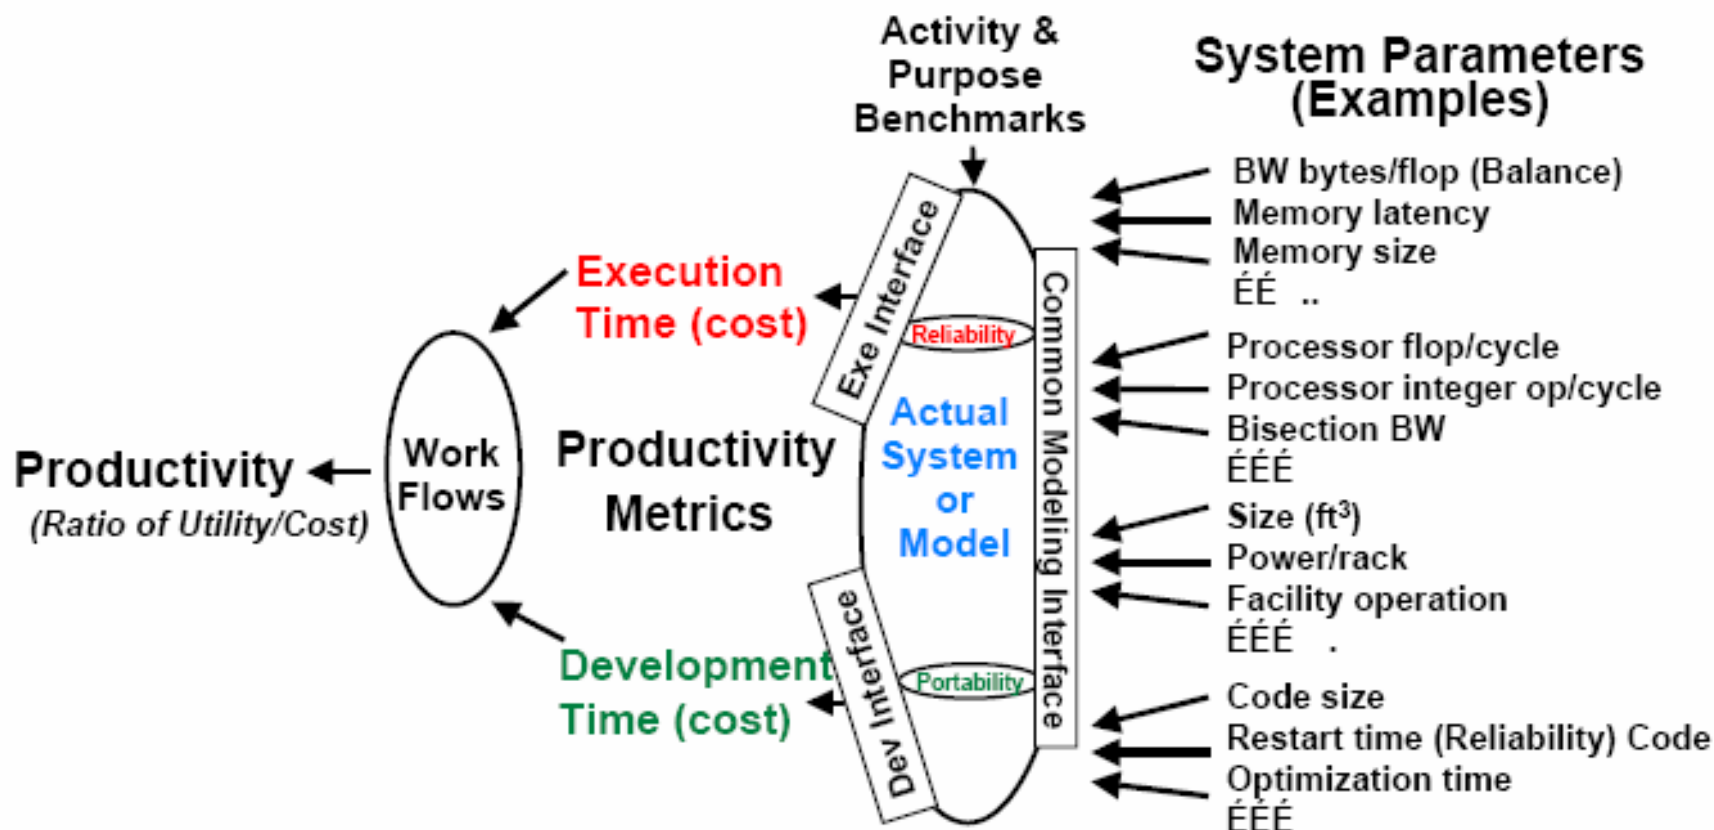 Activity &
Purpose
Benchmarks
System Parameters
(Examples)
BW bytes/flop (Balance)
Memory latency
Memory size
ÉÉ ..
Processor flop/cycle
Processor integer op/cycle
Bisection BW
ÉÉÉ
Size (ft³)
Power/rack
Facility operation
ÉÉÉ .
Code size
Restart time (Reliability) Code
Optimization time
ÉÉÉ
Common Modeling Interface
Exe Interface
Reliability
Actual
System
or
Model
Portability
Dev Interface
Execution
Time (cost)
Productivity
Metrics
Development
Time (cost)
Work
Flows
Productivity
(Ratio of Utility/Cost)